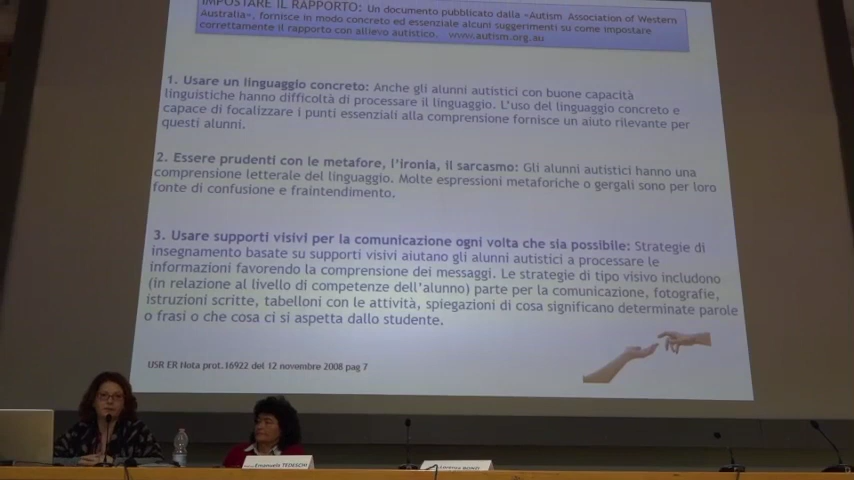 IMPOSTARE IL RAPPORTO: Un documento pubblicato dalla «Autism Association of Western
Australia», fornisce in modo concreto ed essenziale alcuni suggerimenti su come impostare
correttamente il rapporto con allievo autistico. www.autism.org.au
1. Usare un linguaggio concreto: Anche gli alunni autistici con buone capacità
linguistiche hanno difficoltà di processare il linguaggio. L'uso del linguaggio concreto e
capace di focalizzare i punti essenziali alla comprensione fornisce un aiuto rilevante per
questi alunni.
2. Essere prudenti con le metafore, l'ironia, il sarcasmo: Gli alunni autistici hanno una
comprensione letterale del linguaggio. Molte espressioni metaforiche o gergali sono per loro
fonte di confusione e fraintendimento.
3. Usare supporti visivi per la comunicazione ogni volta che sia possibile: Strategie di
insegnamento basate su supporti visivi aiutano gli alunni autistici a processare le
informazioni favorendo la comprensione dei messaggi. Le strategie di tipo visivo includono
(in relazione al livello di competenze dell'alunno) parte per la comunicazione, fotografie,
istruzioni scritte, tabelloni con le attività, spiegazioni di cosa significano determinate parole
o frasi o che cosa ci si aspetta dallo studente.
USR ER Nota prot.16922 del 12 novembre 2008 pag 7
Emanuela TEDESCHI